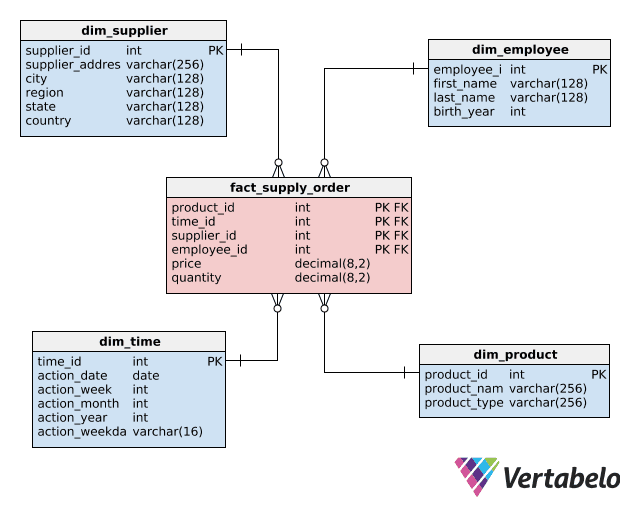 dim_supplier
supplier_id int PK
supplier_addres varchar(256)
city varchar(128)
region varchar(128)
state varchar(128)
country varchar(128)
dim_employee
employee_i int PK
first_name varchar(128)
last_name varchar(128)
birth_year int
fact_supply_order
product_id int PK FK
time_id int PK FK
supplier_id int PK FK
employee_id int PK FK
price decimal(8,2)
quantity decimal(8,2)
dim_time
time_id int PK
action_date date
action_week int
action_month int
action_year int
action_weekda varchar(16)
dim_product
product_id int PK
product_nam varchar(256)
product_type varchar(256)
Vertabelo